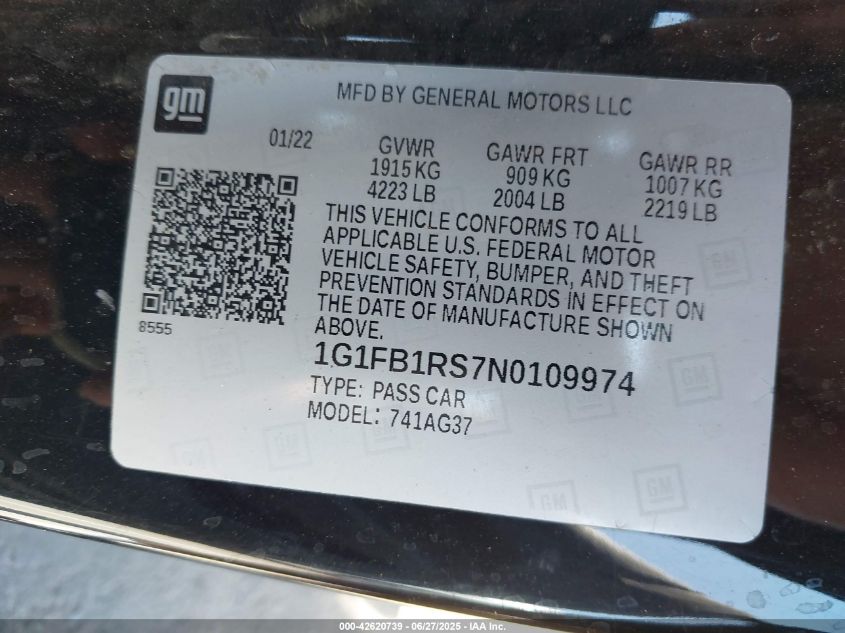 gm
MFD BY GENERAL MOTORS LLC
01/22
GVWR
1915 KG
4223 LB
GAWR FRT
909 KG
2004 LB
GAWR RR
1007 KG
2219 LB
THIS VEHICLE CONFORMS TO ALL
APPLICABLE U.S. FEDERAL MOTOR
VEHICLE SAFETY, BUMPER, AND THEFT
PREVENTION STANDARDS IN EFFECT ON
THE DATE OF MANUFACTURE SHOWN
ABOVE.
8555
1G1FB1RS7N0109974
TYPE: PASS CAR
MODEL: 741AG37
GM
GM
GM
000-42620739 - 06/27/2025 - IAA Inc.